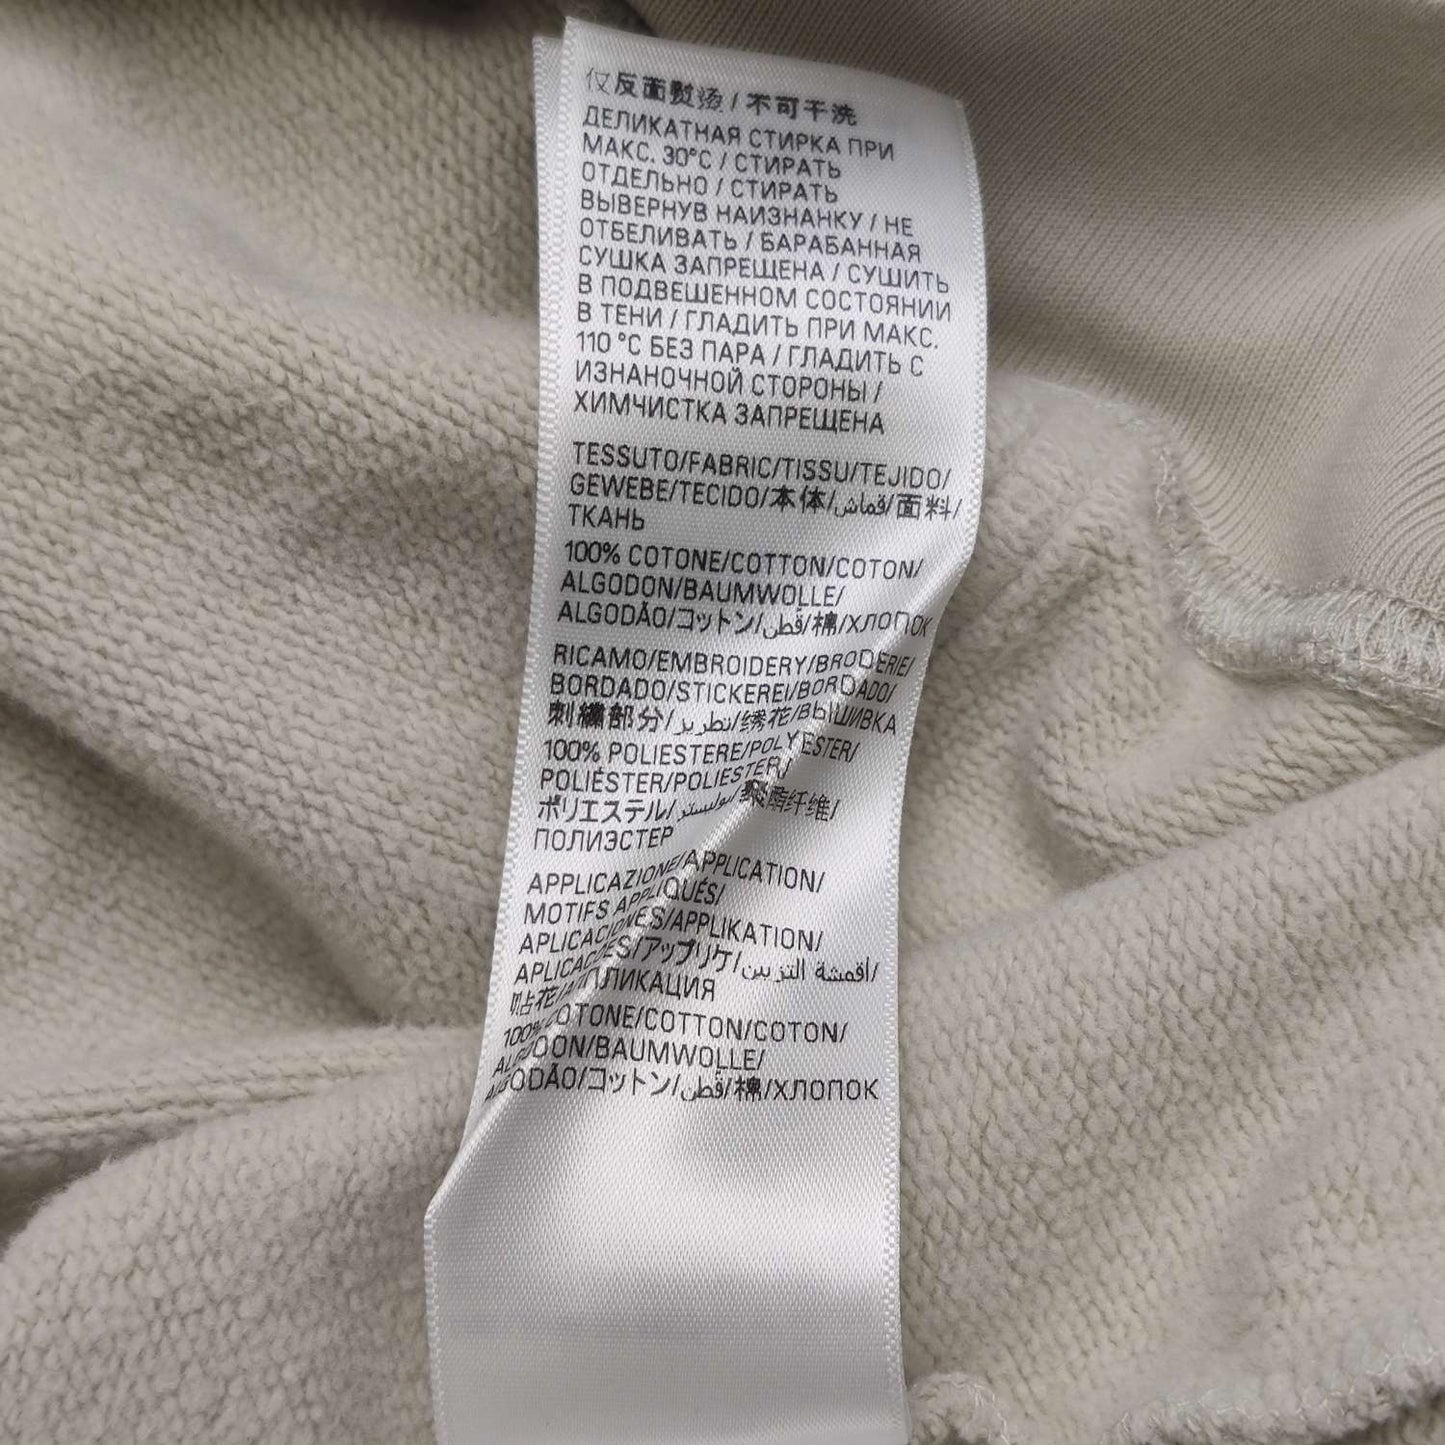 仅反面熨烫 / 不可干洗
ДЕЛИКАТНАЯ СТИРКА ПРИ
МАКС. 30°C / СТИРАТЬ
ОТДЕЛЬНО / СТИРАТЬ
ВЫВЕРНУВ НАИЗНАНКУ / НЕ
ОТБЕЛИВАТЬ / БАРАБАННАЯ
СУШКА ЗАПРЕЩЕНА / СУШИТЬ
В ПОДВЕШЕННОМ СОСТОЯНИИ
В ТЕНИ / ГЛАДИТЬ ПРИ МАКС.
110 °C БЕЗ ПАРА / ГЛАДИТЬ С
ИЗНАНОЧНОЙ СТОРОНЫ /
ХИМЧИСТКА ЗАПРЕЩЕНА
TESSUTO/FABRIC/TISSU/TEJIDO/
GEWEBE/TECIDO/本体/قماش/面料/
ТКАНЬ
100% COTONE/COTTON/COTON/
ALGODON/BAUMWOLLE/
ALGODÃO/コットン/قطن/棉/ХЛОПОК
RICAMO/EMBROIDERY/BRODERIE/
BORDADO/STICKEREI/BORDADO/
刺繍部分/تطريز/绣花/ВЫШИВКА
100% POLIESTERE/POLYESTER/
POLIÉSTER/POLIESTER/
ポリエステル/بوليستر/聚酯纤维/
ПОЛИЭСТЕР
APPLICAZIONE/APPLICATION/
MOTIFS APPLIQUÉS/
APLICACIONES/APPLIKATION/
APLICACÕES/アップリケ/أقمشة التزيين/
贴花/АППЛИКАЦИЯ
100% COTONE/COTTON/COTON/
ALGODON/BAUMWOLLE/
ALGODÃO/コットン/قطن/棉/ХЛОПОК